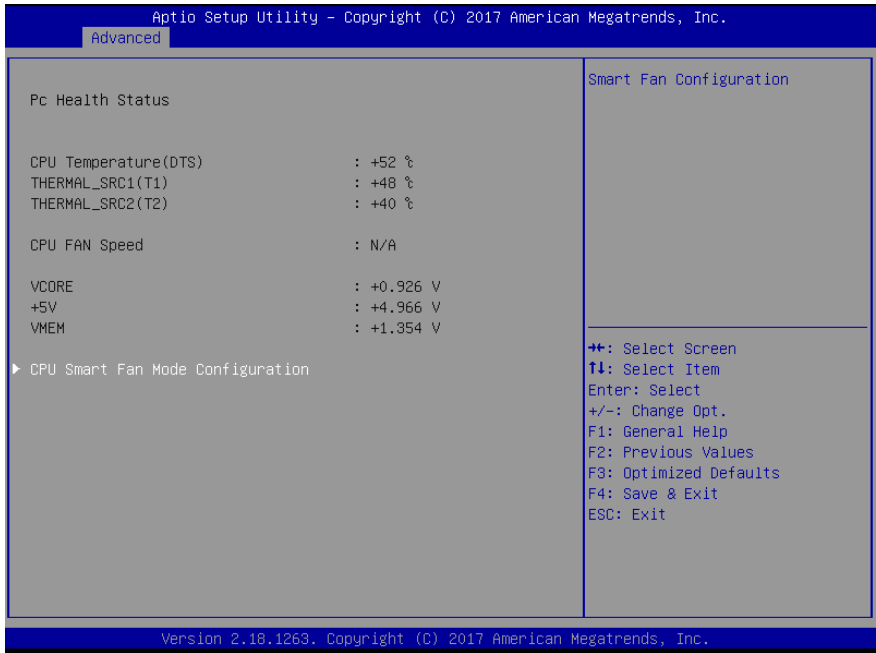 Aptio Setup Utility – Copyright (C) 2017 American Megatrends, Inc.
Advanced
Pc Health Status
CPU Temperature(DTS) : +52 ℃
THERMAL_SRC1(T1) : +48 ℃
THERMAL_SRC2(T2) : +40 ℃
CPU FAN Speed : N/A
VCORE : +0.926 V
+5V : +4.966 V
VMEM : +1.354 V
▶ CPU Smart Fan Mode Configuration
Smart Fan Configuration
→←: Select Screen
↑↓: Select Item
Enter: Select
+/-: Change Opt.
F1: General Help
F2: Previous Values
F3: Optimized Defaults
F4: Save & Exit
ESC: Exit
Version 2.18.1263. Copyright (C) 2017 American Megatrends, Inc.